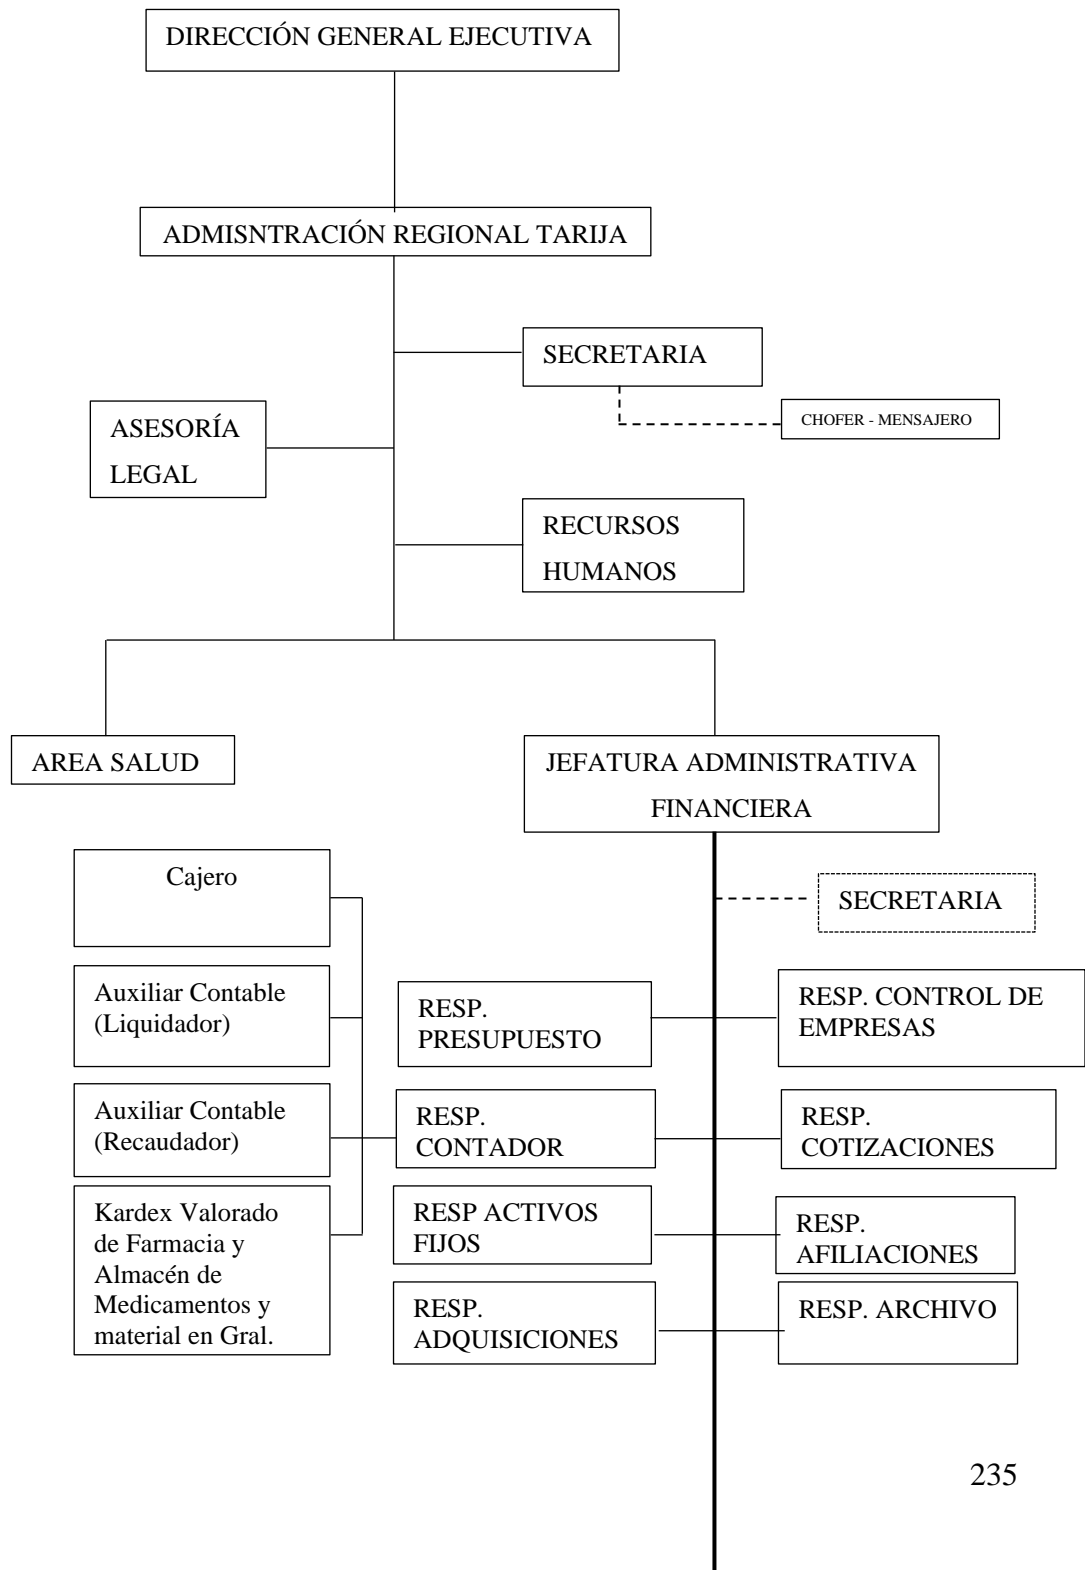 DIRECCIÓN GENERAL EJECUTIVA
ADMISNTRACIÓN REGIONAL TARIJA
SECRETARIA
CHOFER - MENSAJERO
ASESORÍA
LEGAL
RECURSOS
HUMANOS
AREA SALUD
JEFATURA ADMINISTRATIVA
FINANCIERA
Cajero
SECRETARIA
Auxiliar Contable
(Liquidador)
RESP.
PRESUPUESTO
RESP. CONTROL DE
EMPRESAS
Auxiliar Contable
(Recaudador)
RESP.
CONTADOR
RESP.
COTIZACIONES
Kardex Valorado
de Farmacia y
Almacén de
Medicamentos y
material en Gral.
RESP ACTIVOS
FIJOS
RESP.
AFILIACIONES
RESP.
ADQUISICIONES
RESP. ARCHIVO
235